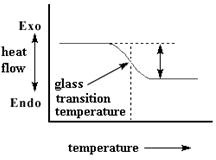 Exo
heat
flow
Endo
glass
transition
temperature
temperature